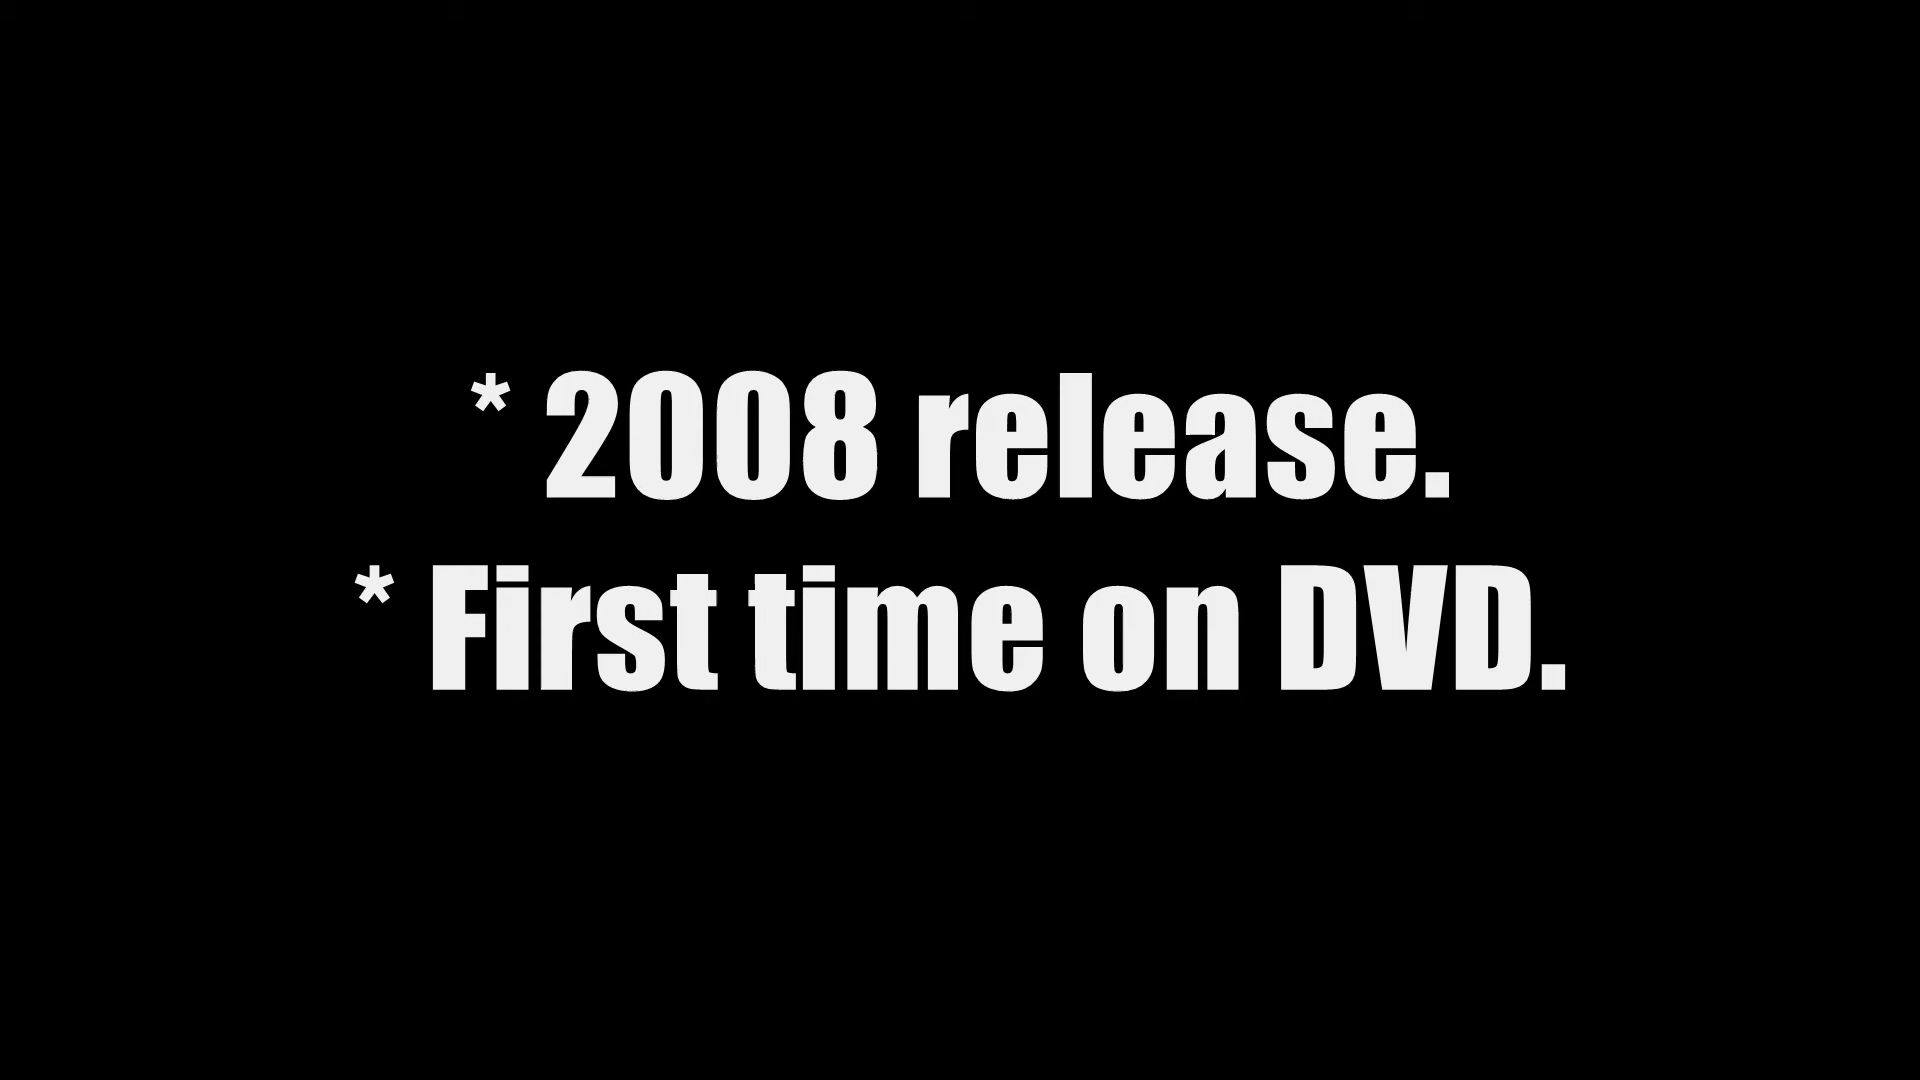 * 2008 release.
* First time on DVD.